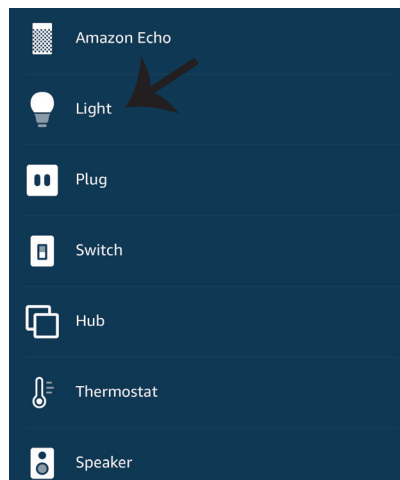 Amazon Echo
Light
Plug
Switch
Hub
Thermostat
Speaker